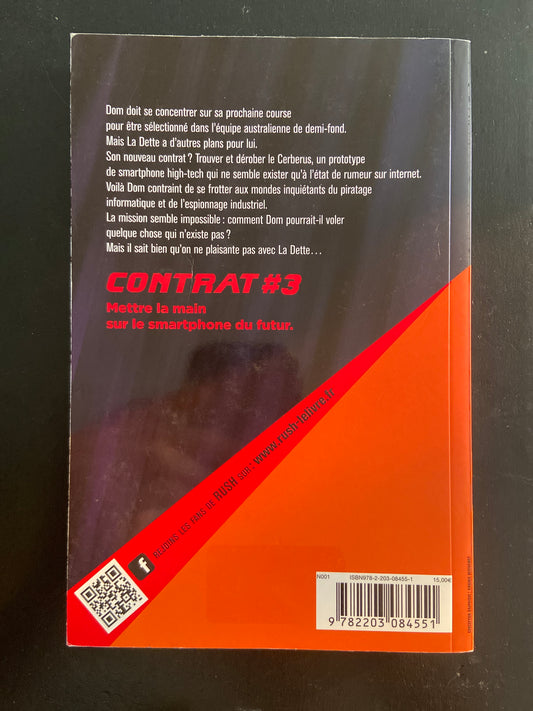 Dom doit se concentrer sur sa prochaine course
pour être sélectionné dans l'équipe australienne de demi-fond.
Mais La Dette a d'autres plans pour lui.
Son nouveau contrat ? Trouver et dérober le Cerberus, un prototype
de smartphone high-tech qui ne semble exister qu'à l'état de rumeur sur internet.
Voilà Dom contraint de se frotter aux mondes inquiétants du piratage
informatique et de l'espionnage industriel.
La mission semble impossible : comment Dom pourrait-il voler
quelque chose qui n'existe pas ?
Mais il sait bien qu'on ne plaisante pas avec La Dette...
CONTRAT #3
Mettre la main
sur le smartphone du futur.
f REJOINS LES FANS DE RUSH SUR : www.rush-lelivre.fr
N001 ISBN978-2-203-08455-1 15,00€
9 782203 084551